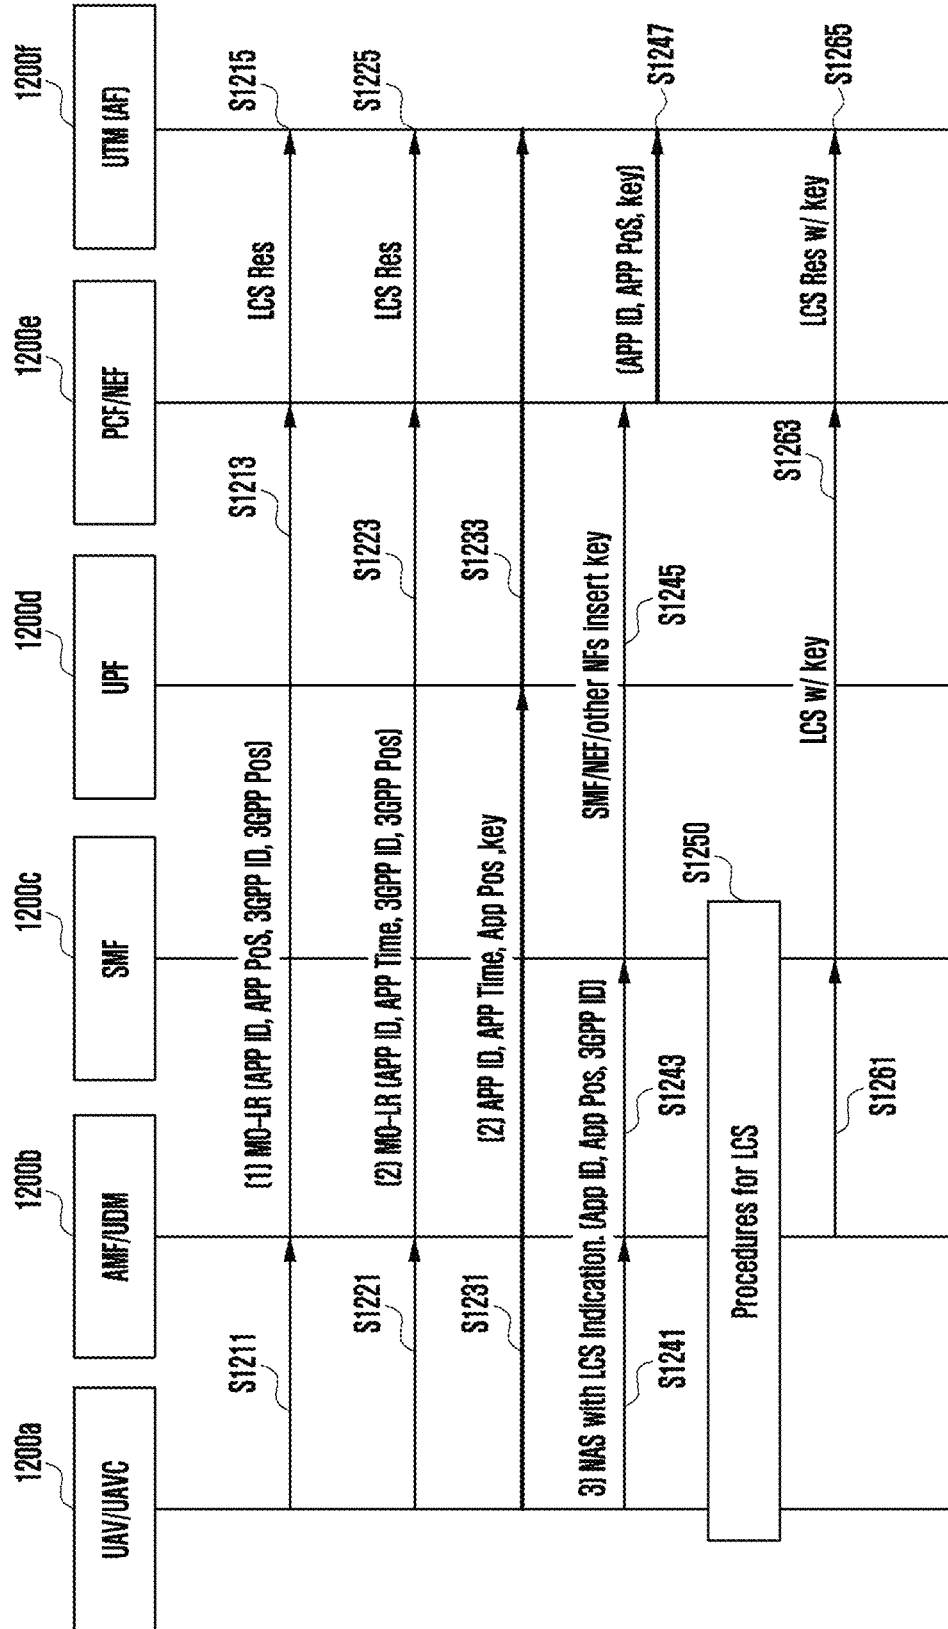 1200a
1200b
1200c
1200d
1200e
1200f
UAV/UAVC
AMF/UDM
SMF
UPF
PCF/NEF
UTM (AF)
S1211
(1) MO-LR (APP ID, APP PoS, 3GPP ID, 3GPP Pos)
S1213
LCS Res
S1215
S1221
(2) MO-LR (APP ID, APP Time, 3GPP ID, 3GPP Pos)
S1223
LCS Res
S1225
S1231
(2) APP ID, APP Time, App Pos ,key
S1233
3) NAS with LCS Indication. (App ID, App Pos, 3GPP ID)
S1241
S1243
SMF/NEF/other NFs insert key
S1245
(APP ID, APP PoS, key)
S1247
Procedures for LCS
S1250
S1261
LCS w/ key
S1263
LCS Res w/ key
S1265